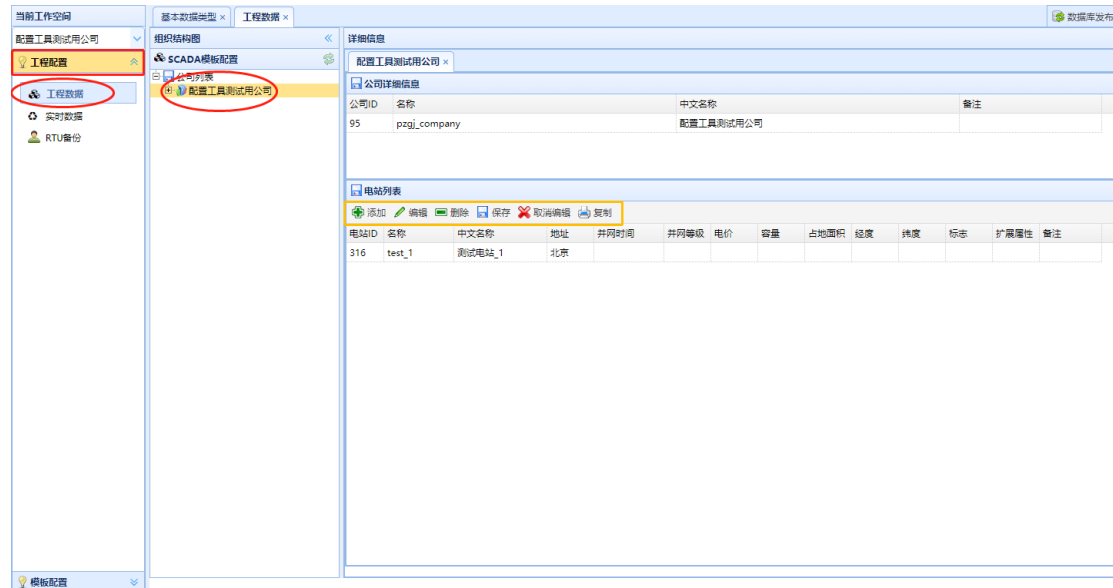 当前工作空间
配置工具测试用公司
工程配置
工程数据
实时数据
RTU备份
模板配置
基本数据类型 × 工程数据 ×
数据库发布
组织结构图
SCADA模板配置
公司列表
配置工具测试用公司
详细信息
配置工具测试用公司 ×
公司详细信息
公司ID 名称 中文名称 备注
95 pzgj_company 配置工具测试用公司
电站列表
添加 编辑 删除 保存 取消编辑 复制
电站ID 名称 中文名称 地址 并网时间 并网等级 电价 容量 占地面积 经度 纬度 标志 扩展属性 备注
316 test_1 测试电站_1 北京